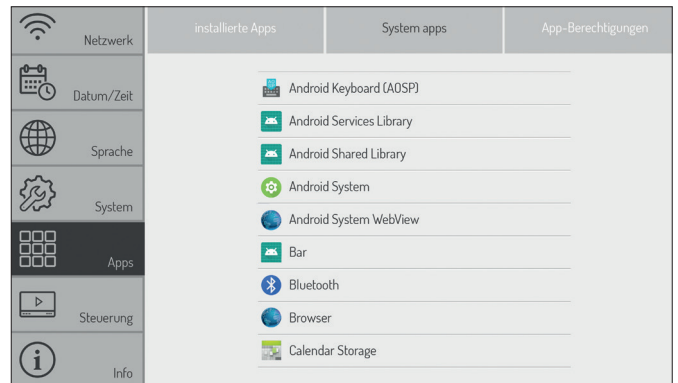 Netzwerk
Datum/Zeit
Sprache
System
Apps
Steuerung
Info
installierte Apps
System apps
App-Berechtigungen
Android Keyboard (AOSP)
Android Services Library
Android Shared Library
Android System
Android System WebView
Bar
Bluetooth
Browser
Calendar Storage